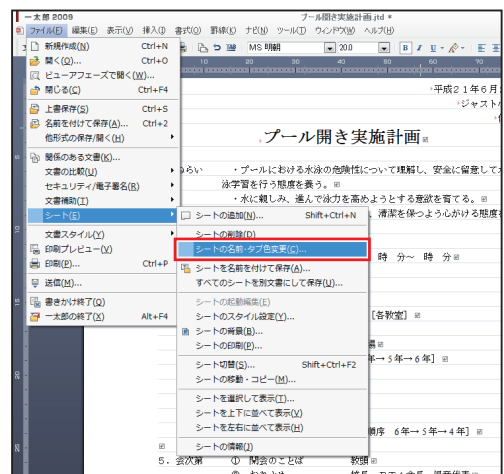 一太郎 2009
プール開き実施計画.jtd *
ファイル(F) 編集(E) 表示(V) 挿入(I) 書式(O) 罫線(K) ナビ(N) ツール(T) ウィンドウ(W) ヘルプ(H)
新規作成(N) Ctrl+N
MS 明朝 20.0 B I U
開く(O)... Ctrl+O
10 20 30 40 50 60 70
ビューアフェーズで開く(W)...
閉じる(C) Ctrl+F4
平成21年6月
上書保存(S) Ctrl+S
ジャスト
名前を付けて保存(A)... Ctrl+2
他形式の保存/開く(H)
プール開き実施計画
関係のある文書(K)...
文書の比較(U)
らい ・プールにおける水泳の危険性について理解し、安全に留意して
セキュリティ/電子署名(R)
泳学習を行う態度を養う。
文書補助(T)
・水に親しみ、進んで泳力を高めようとする意欲を育てる。
シート(E)
シートの追加(N)... Shift+Ctrl+N
、清潔を保つよう心がける態度
文書スタイル(Y)
シートの削除(D)
印刷プレビュー(V)
シートの名前・タブ色変更(C)...
時 分～ 時 分
印刷(P)... Ctrl+P
シートを名前を付けて保存(A)...
送信(M)...
すべてのシートを別文書にして保存(U)...
書きかけ終了(Q)
シートの起動編集(E)
一太郎の終了(X) Alt+F4
シートのスタイル設定(Y)...
[各教室]
シートの背景(B)...
シートの印刷(P)...
場
→5年→6年]
シート切替(S)... Shift+Ctrl+F2
シートの移動・コピー(M)...
シートを選択して表示(T)...
シートを上下に並べて表示(V)
シートを左右に並べて表示(H)
順序 6年→5年→4年]
シートの情報(J)
5．会次第 ① 開会のことば 教頭